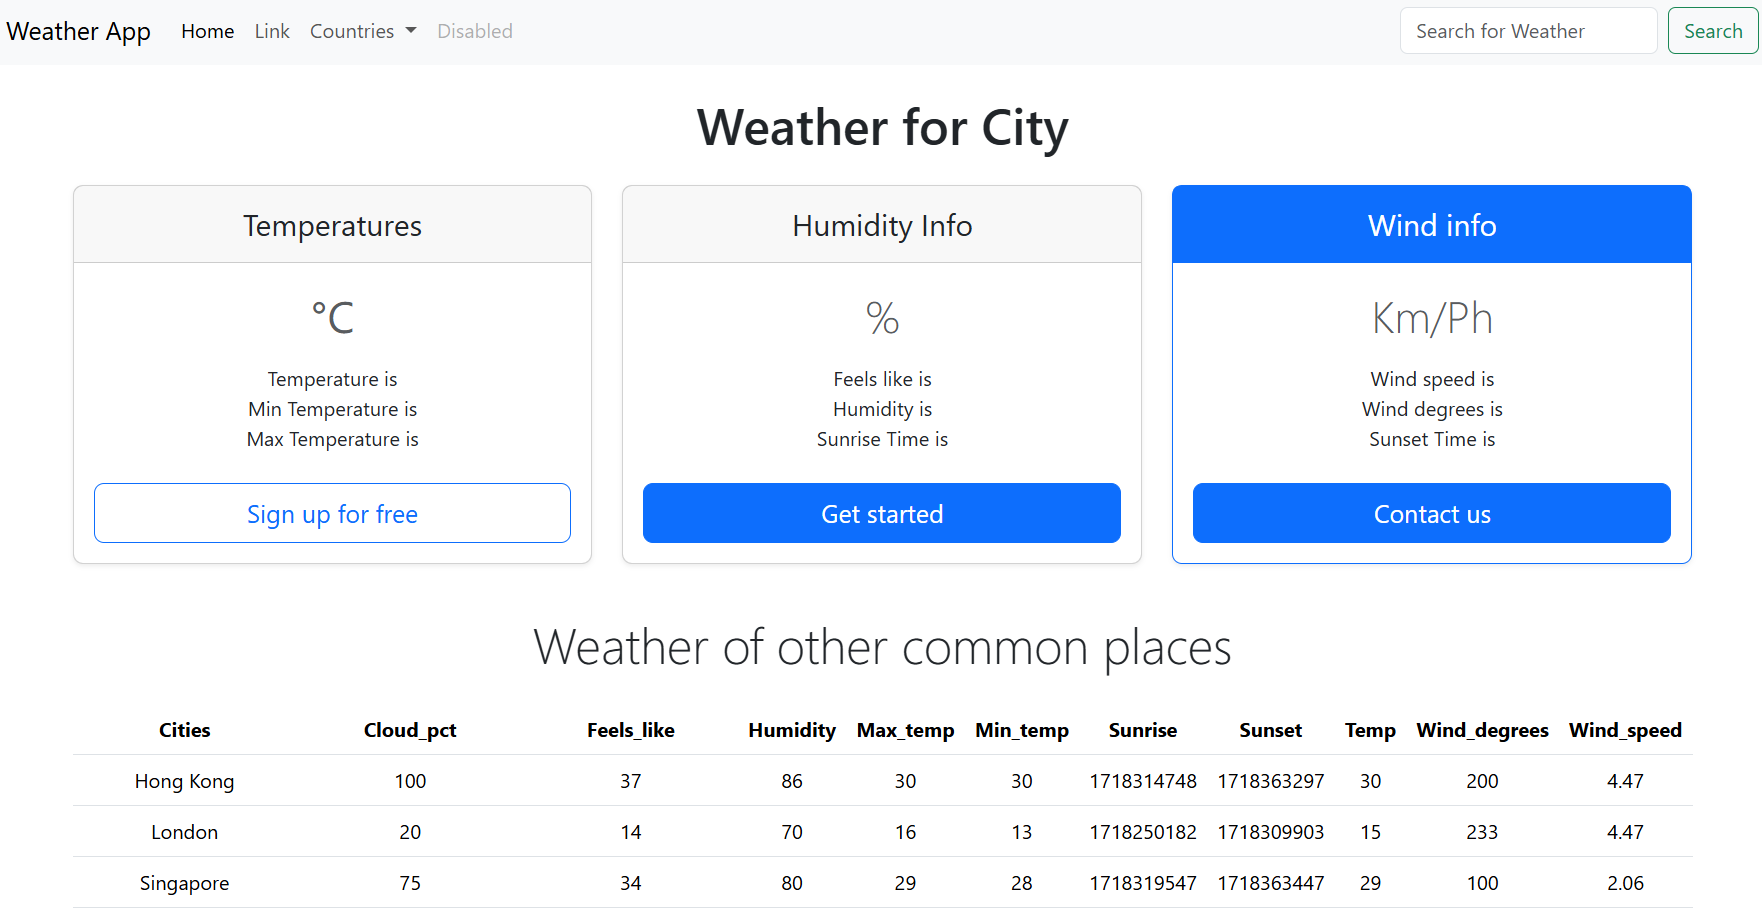 Weather App Home Link Countries Disabled Search for Weather Search
Weather for City
Temperatures
°C
Temperature is
Min Temperature is
Max Temperature is
Sign up for free
Humidity Info
%
Feels like is
Humidity is
Sunrise Time is
Get started
Wind info
Km/Ph
Wind speed is
Wind degrees is
Sunset Time is
Contact us
Weather of other common places
Cities Cloud_pct Feels_like Humidity Max_temp Min_temp Sunrise Sunset Temp Wind_degrees Wind_speed
Hong Kong 100 37 86 30 30 1718314748 1718363297 30 200 4.47
London 20 14 70 16 13 1718250182 1718309903 15 233 4.47
Singapore 75 34 80 29 28 1718319547 1718363447 29 100 2.06